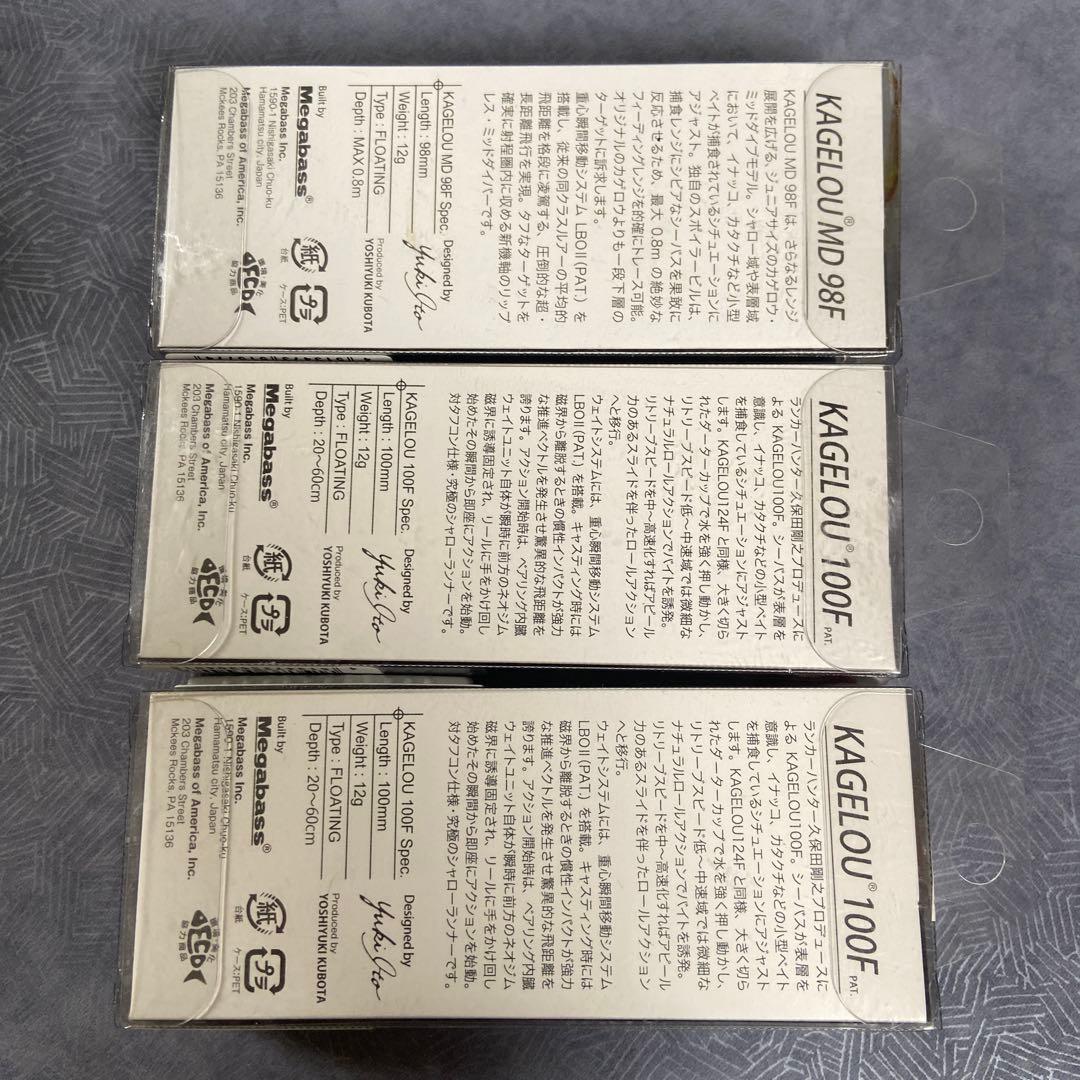 KAGELOU® MD 98F
KAGELOU MD 98F は、さらなるレンジ
展開を広げる、ジュニアサイズのカゲロウ・
ミッドダイブモデル。シャロー域や表層域
において、イナッコ、カタクチなど小型
ベイトが捕食されているシチュエーションに
アジャスト。独自のスポイラービルは、
捕食レンジにシビアなシーバスを果敢に
反応させるため、最大 0.8m の絶妙な
フィーディングレンジを的確にトレース可能。
オリジナルのカゲロウよりも一段下層の
ターゲットに訴求します。
重心瞬間移動システム LBOII (PAT.) を
搭載し、従来の同クラスルアーの平均的
飛距離を格段に凌駕する、圧倒的な超・
長距離飛行を実現。タフなターゲットを
確実に射程圏内に収める新機軸のリップ
レス・ミッドダイバーです。
KAGELOU MD 98F Spec.
Length : 98mm
Weight : 12g
Type : FLOATING
Depth : MAX 0.8m
Designed by
Yuki Ito
Produced by
YOSHIYUKI KUBOTA
Built by
Megabass®
Megabass Inc.
1590-1 Nishigasaki Chuo-ku
Hamamatsu city, Japan
Megabass of America, Inc.
203 Chambers Street
Mckees Rocks, PA 15136
紙
台紙
プラ
ケース:PET
ECO
協力商品
KAGELOU® 100F PAT.
ランカーハンター久保田剛之プロデュースに
よる KAGELOU100F。シーバスが表層を
意識し、イナッコ、カタクチなどの小型ベイト
を捕食しているシチュエーションにアジャスト
します。KAGELOU124F と同様、大きく切ら
れたダーターカップで水を強く押し動かし、
リトリーブスピード低〜中速域では微細な
ナチュラルロールアクションでバイトを誘発。
リトリーブスピードを中〜高速化すればアピール
力のあるスライドを伴ったロールアクション
へと移行。
ウェイトシステムには、重心瞬間移動システム
LBOII (PAT.) を搭載。キャスティング時には
磁界から離脱するときの慣性インパクトが強力
な推進ベクトルを発生させ驚異的な飛距離を
誇ります。アクション開始時は、ベアリング内臓
ウェイトユニット自体が瞬時に前方のネオジム
磁界に誘導固定され、リールに手をかけ回し
始めたその瞬間から即座にアクションを始動。
対タフコン仕様・究極のシャローランナーです。
KAGELOU 100F Spec.
Length : 100mm
Weight : 12g
Type : FLOATING
Depth : 20〜60cm
Designed by
Yuki Ito
Produced by
YOSHIYUKI KUBOTA
Built by
Megabass®
Megabass Inc.
1590-1 Nishigasaki Chuo-ku
Hamamatsu city, Japan
Megabass of America, Inc.
203 Chambers Street
Mckees Rocks, PA 15136
紙
台紙
プラ
ケース:PET
ECO
協力商品
KAGELOU® 100F PAT.
ランカーハンター久保田剛之プロデュースに
よる KAGELOU100F。シーバスが表層を
意識し、イナッコ、カタクチなどの小型ベイト
を捕食しているシチュエーションにアジャスト
します。KAGELOU124F と同様、大きく切ら
れたダーターカップで水を強く押し動かし、
リトリーブスピード低〜中速域では微細な
ナチュラルロールアクションでバイトを誘発。
リトリーブスピードを中〜高速化すればアピール
力のあるスライドを伴ったロールアクション
へと移行。
ウェイトシステムには、重心瞬間移動システム
LBOII (PAT.) を搭載。キャスティング時には
磁界から離脱するときの慣性インパクトが強力
な推進ベクトルを発生させ驚異的な飛距離を
誇ります。アクション開始時は、ベアリング内臓
ウェイトユニット自体が瞬時に前方のネオジム
磁界に誘導固定され、リールに手をかけ回し
始めたその瞬間から即座にアクションを始動。
対タフコン仕様・究極のシャローランナーです。
KAGELOU 100F Spec.
Length : 100mm
Weight : 12g
Type : FLOATING
Depth : 20〜60cm
Designed by
Yuki Ito
Produced by
YOSHIYUKI KUBOTA
Built by
Megabass®
Megabass Inc.
1590-1 Nishigasaki Chuo-ku
Hamamatsu city, Japan
Megabass of America, Inc.
203 Chambers Street
Mckees Rocks, PA 15136
紙
台紙
プラ
ケース:PET
ECO
協力商品